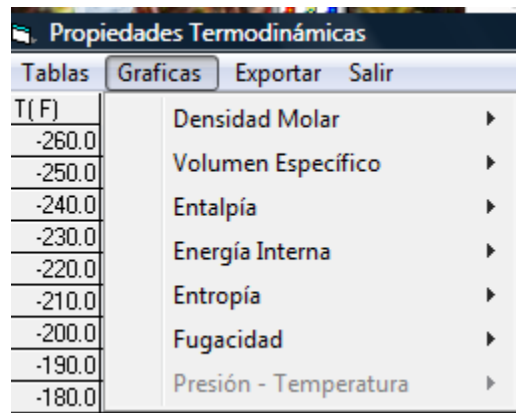 Propiedades Termodinámicas
Tablas Graficas Exportar Salir
T( F)
-260.0
-250.0
-240.0
-230.0
-220.0
-210.0
-200.0
-190.0
-180.0
Densidad Molar
Volumen Específico
Entalpía
Energía Interna
Entropía
Fugacidad
Presión - Temperatura